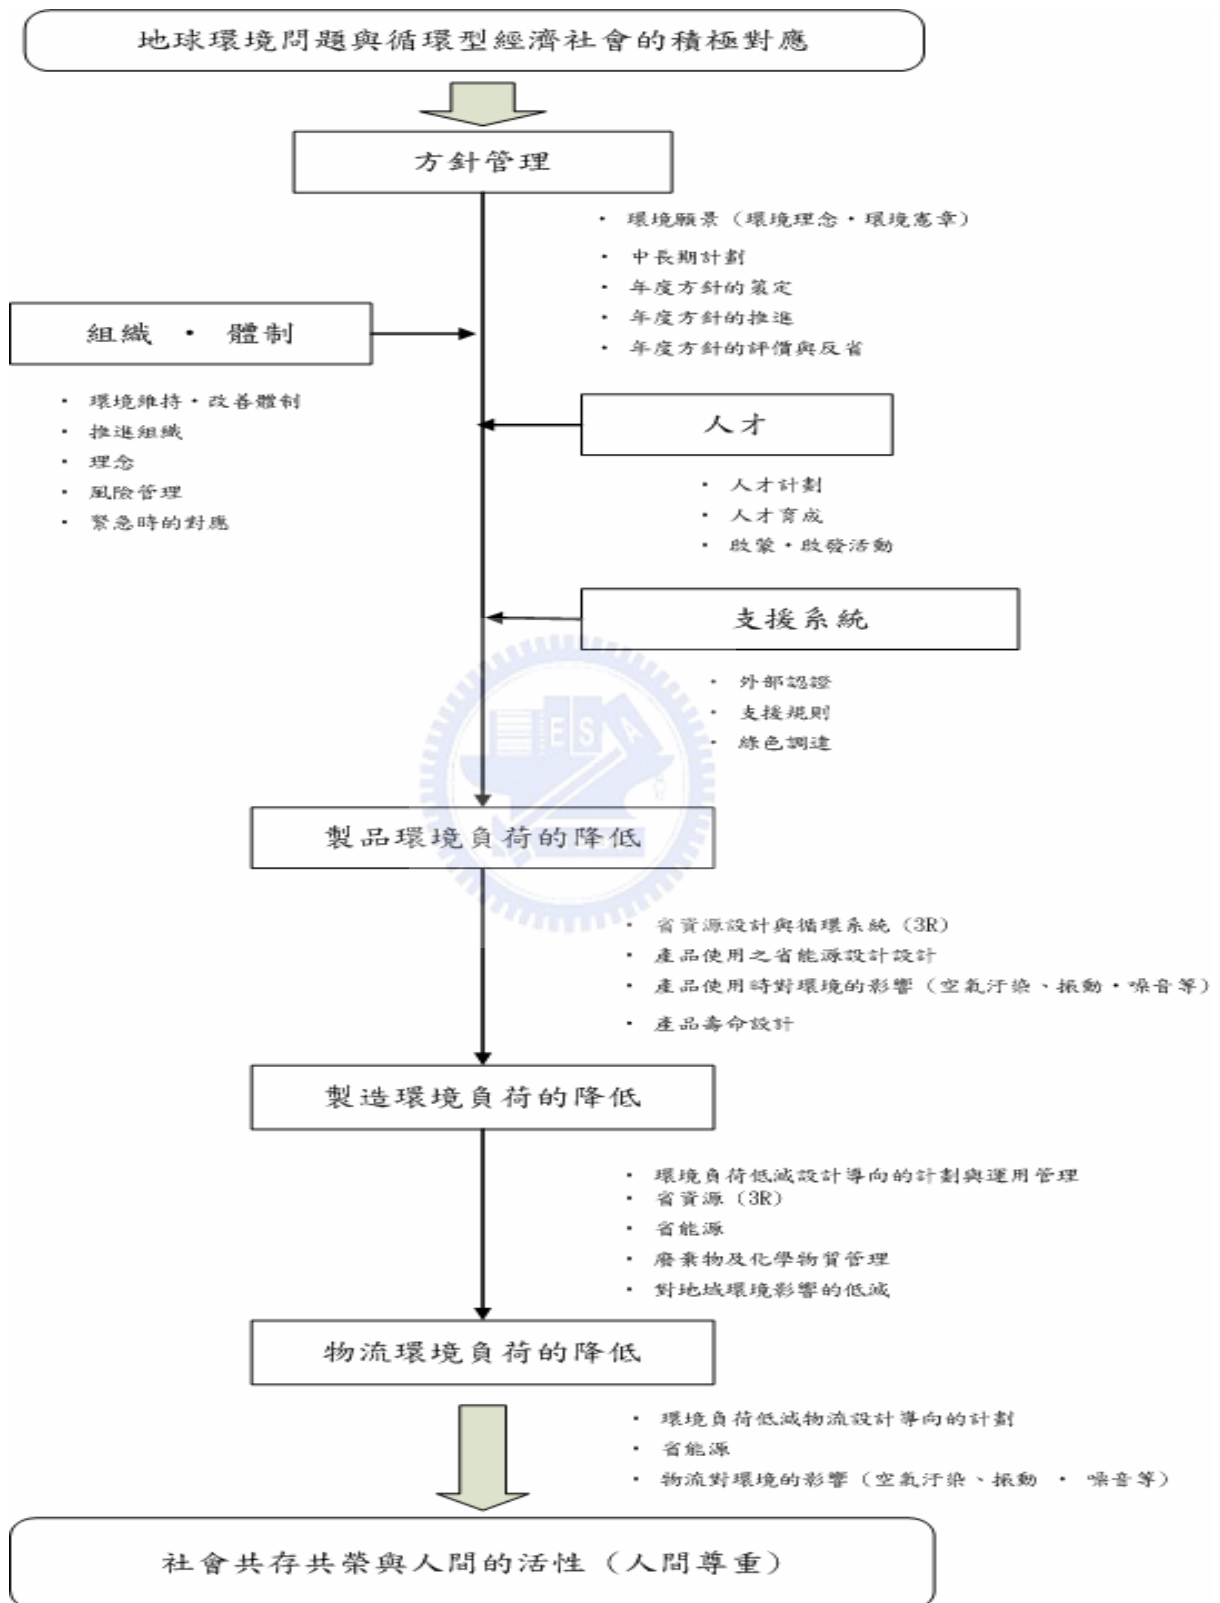 地球環境問題與循環型經濟社會的積極對應
方針管理
・ 環境願景（環境理念・環境憲章）
・ 中長期計劃
・ 年度方針的策定
・ 年度方針的推進
・ 年度方針的評價與反省
組織 ・ 體制
・ 環境維持・改善體制
・ 推進組織
・ 理念
・ 風險管理
・ 緊急時的對應
人才
・ 人才計劃
・ 人才育成
・ 啟蒙・啟發活動
支援系統
・ 外部認證
・ 支援規則
・ 綠色調達
ESA
製品環境負荷的降低
・ 省資源設計與循環系統（3R）
・ 產品使用之省能源設計設計
・ 產品使用時對環境的影響（空氣汙染、振動・噪音等）
・ 產品壽命設計
製造環境負荷的降低
・ 環境負荷低減設計導向的計劃與運用管理
・ 省資源（3R）
・ 省能源
・ 廢棄物及化學物質管理
・ 對地域環境影響的低減
物流環境負荷的降低
・ 環境負荷低減物流設計導向的計劃
・ 省能源
・ 物流對環境的影響（空氣汙染、振動 ・ 噪音等）
社會共存共榮與人間的活性（人間尊重）